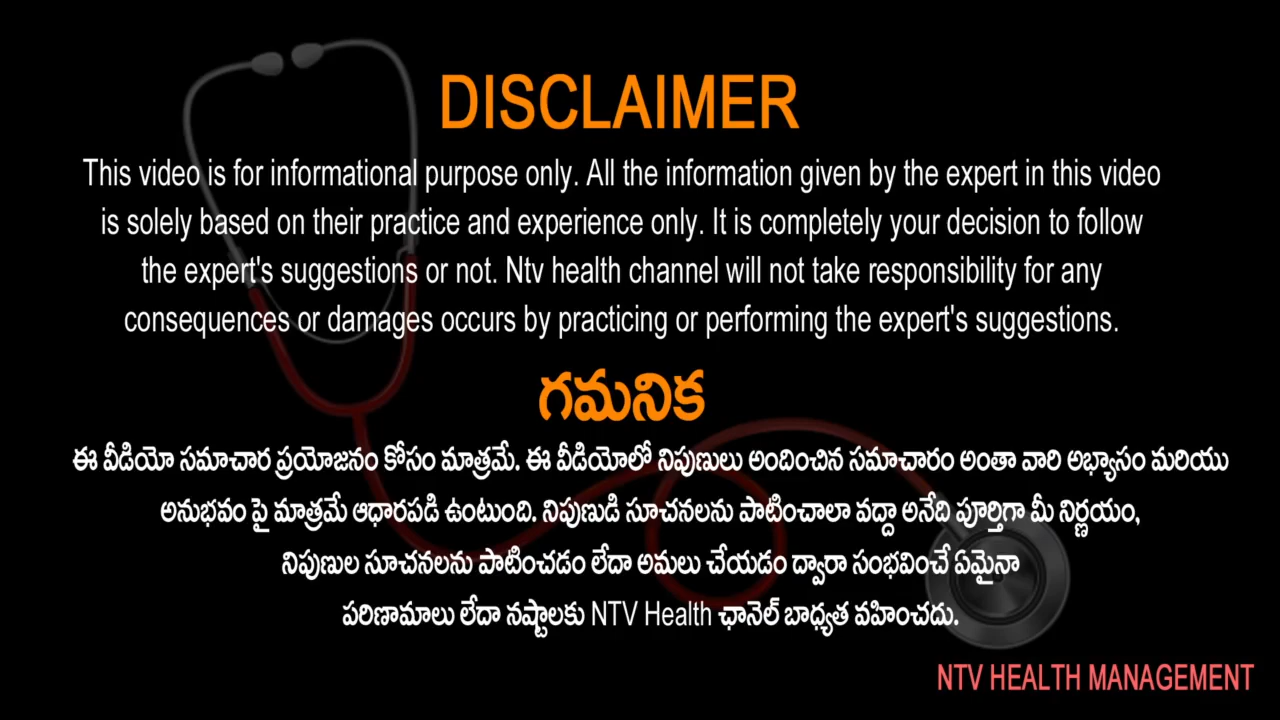 DISCLAIMER
This video is for informational purpose only. All the information given by the expert in this video
is solely based on their practice and experience only. It is completely your decision to follow
the expert's suggestions or not. Ntv health channel will not take responsibility for any
consequences or damages occurs by practicing or performing the expert's suggestions.
గమనిక
ఈ వీడియో సమాచార ప్రయోజనం కోసం మాత్రమే. ఈ వీడియోలో నిపుణులు అందించిన సమాచారం అంతా వారి అభ్యాసం మరియు
అనుభవం పై మాత్రమే ఆధారపడి ఉంటుంది. నిపుణుడి సూచనలను పాటించాలా వద్దా అనేది పూర్తిగా మీ నిర్ణయం,
నిపుణుల సూచనలను పాటించడం లేదా అమలు చేయడం ద్వారా సంభవించే ఏమైనా
పరిణామాలు లేదా నష్టాలకు NTV Health ఛానెల్ బాధ్యత వహించదు.
NTV HEALTH MANAGEMENT